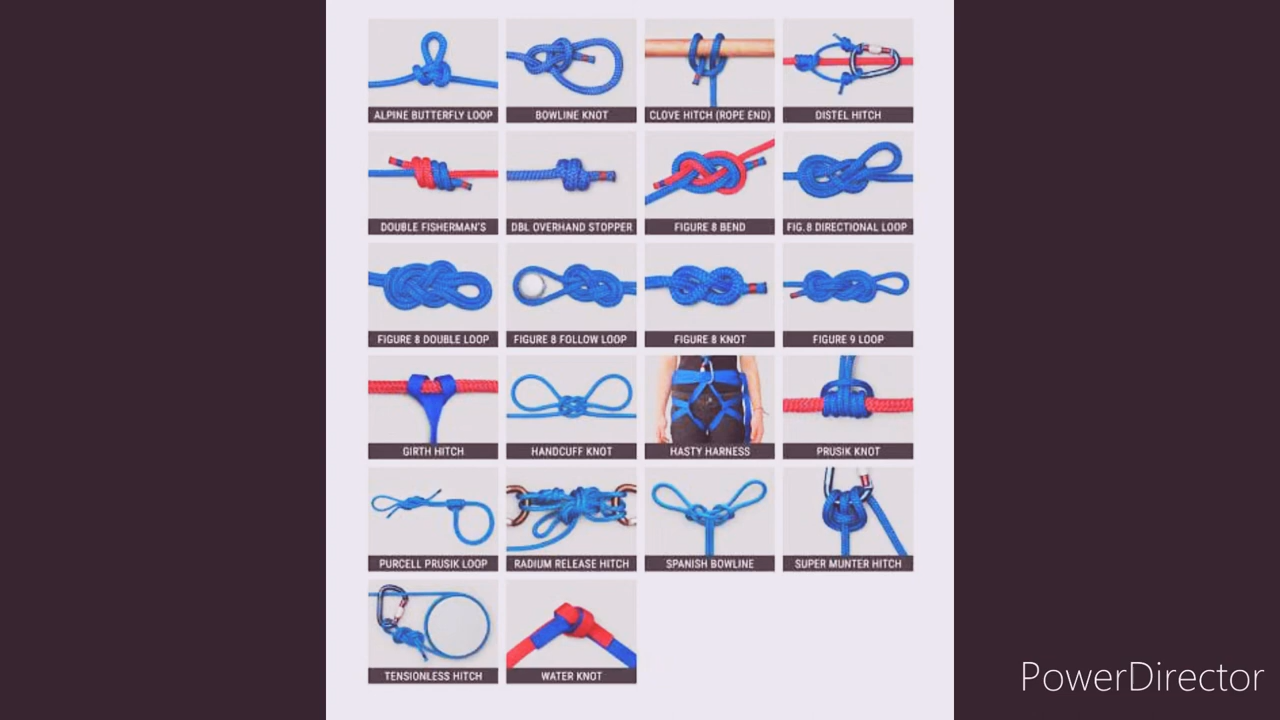 ALPINE BUTTERFLY LOOP
BOWLINE KNOT
CLOVE HITCH (ROPE END)
DISTEL HITCH
DOUBLE FISHERMAN'S
DBL OVERHAND STOPPER
FIGURE 8 BEND
FIG.8 DIRECTIONAL LOOP
FIGURE 8 DOUBLE LOOP
FIGURE 8 FOLLOW LOOP
FIGURE 8 KNOT
FIGURE 9 LOOP
GIRTH HITCH
HANDCUFF KNOT
HASTY HARNESS
PRUSIK KNOT
PURCELL PRUSIK LOOP
RADIUM RELEASE HITCH
SPANISH BOWLINE
SUPER MUNTER HITCH
TENSIONLESS HITCH
WATER KNOT
PowerDirector